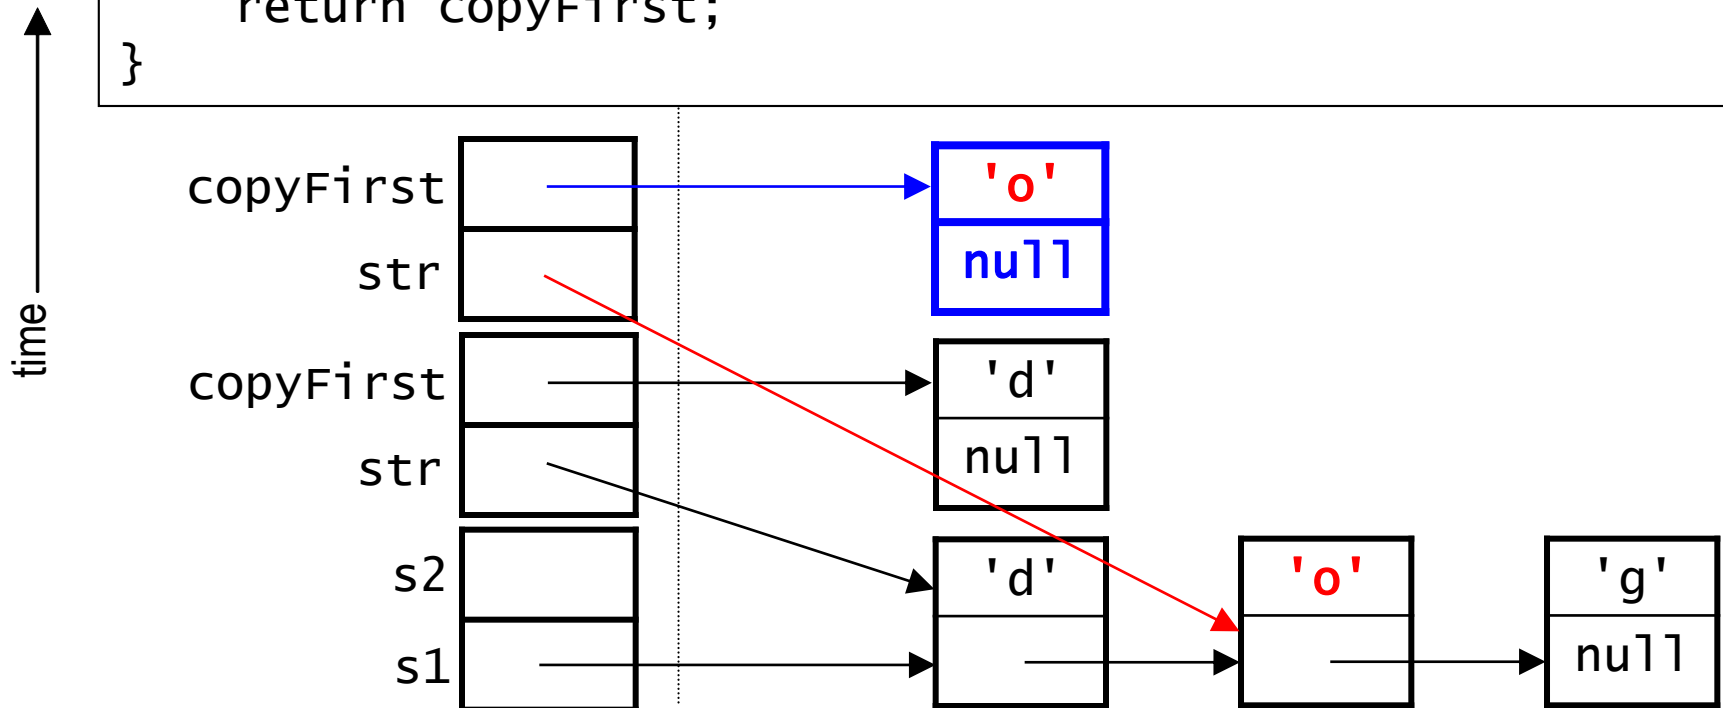 return copyFirst;
}
copyFirst
'o'
str
null
time
copyFirst
'd'
str
null
s2
'd'
'o'
'g'
s1
null